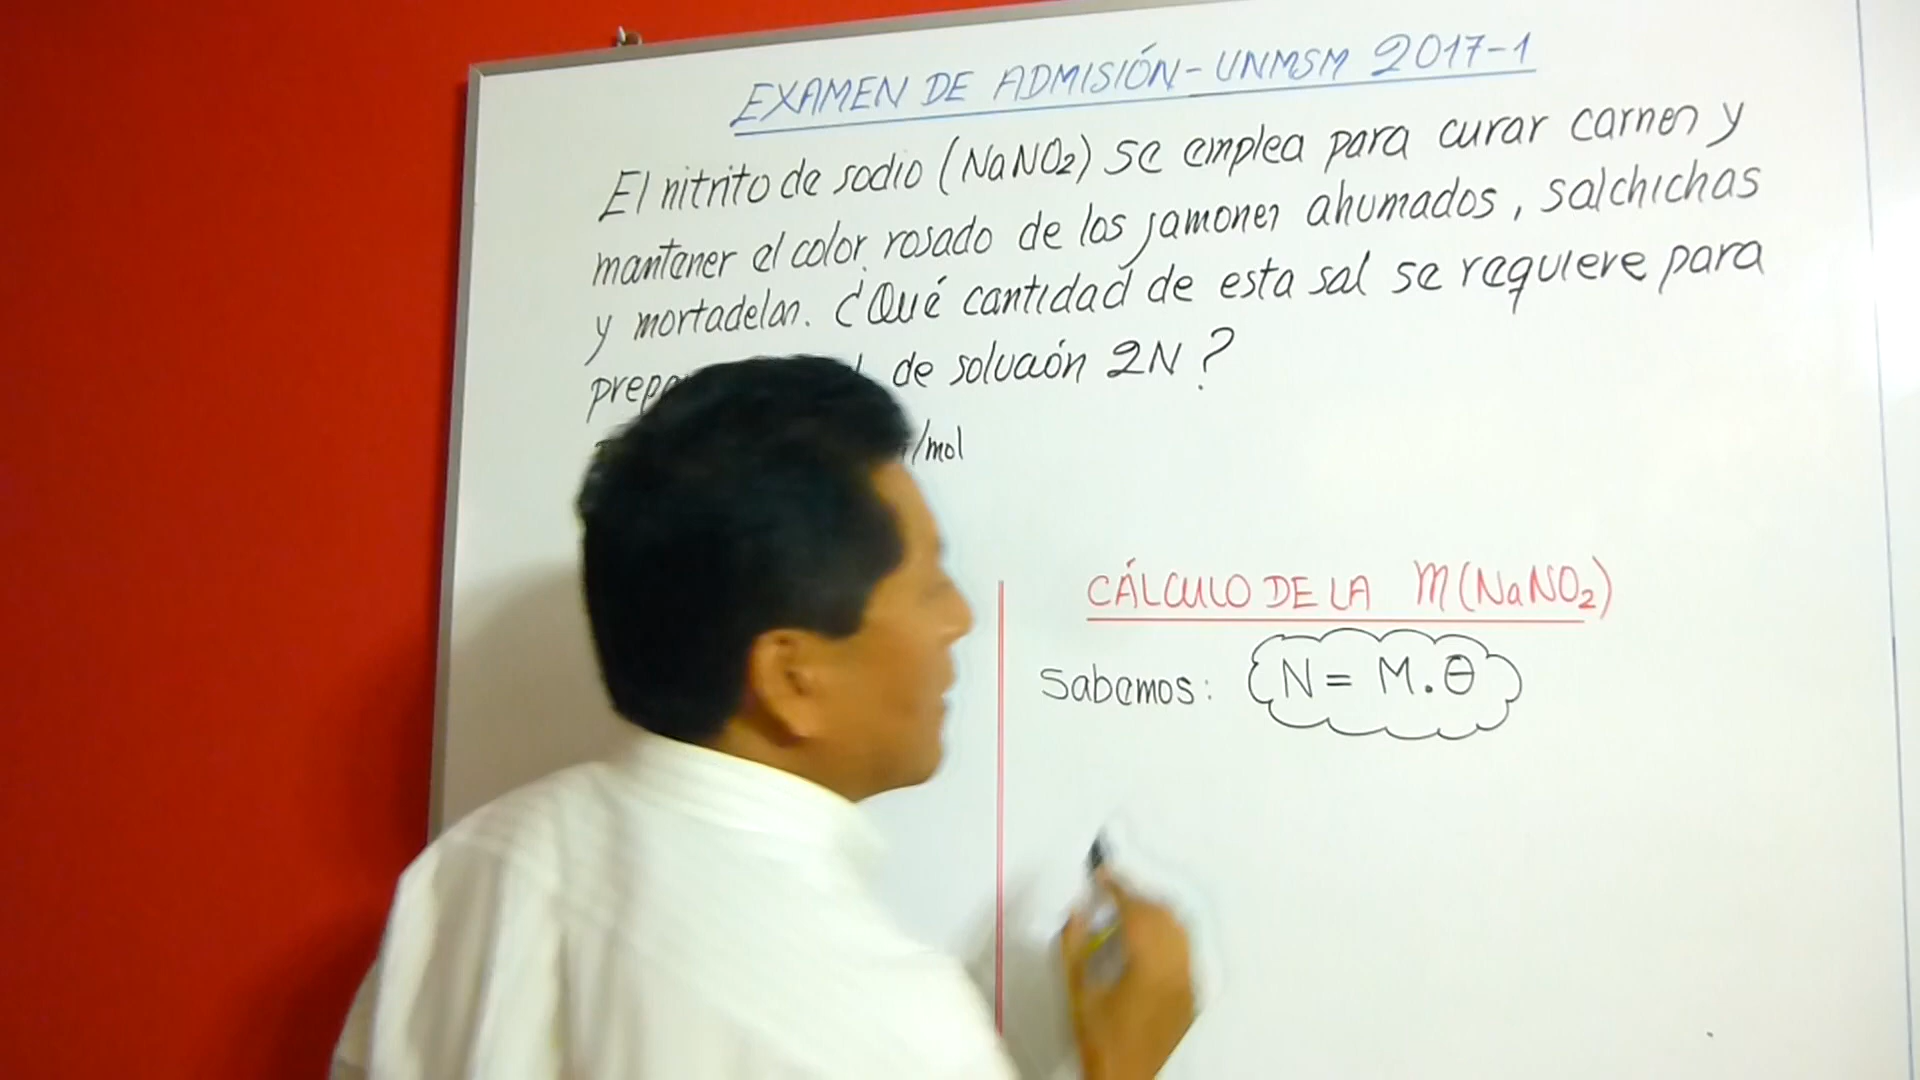 EXAMEN DE ADMISIÓN-UNMSM 2017-1
El nitrito de sodio (NaNO2) se emplea para curar carnes y
mantener el color rosado de los jamones ahumados, salchichas
y mortadelas. ¿Qué cantidad de esta sal se requiere para
de solución 2N?
/mol
CÁLCULO DE LA m(NaNO2)
Sabemos: N = M.θ